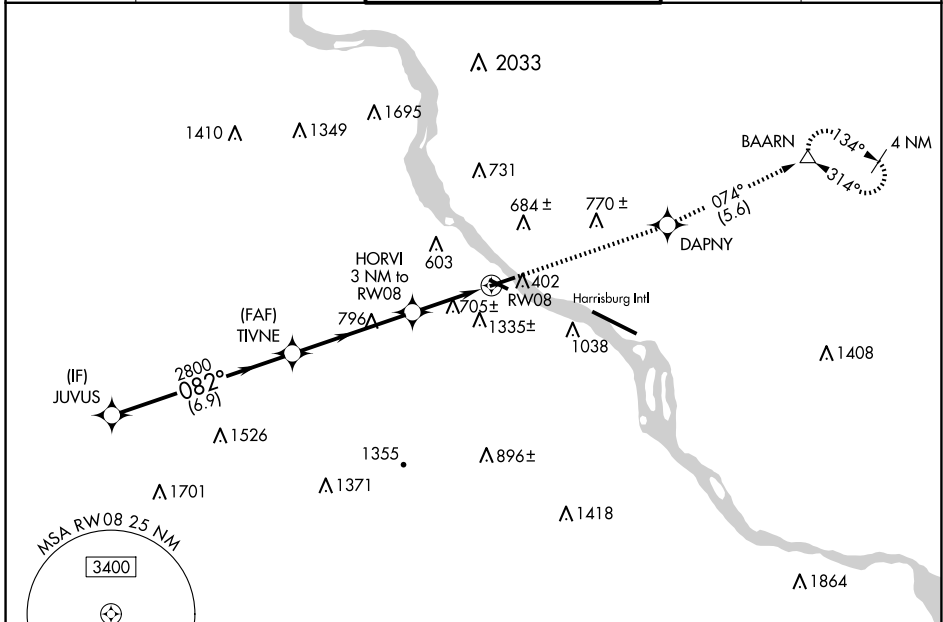 2033
1695
1410
1349
BAARN
134°
4 NM
314°
731
074°
(5.6)
684 ±
770 ±
DAPNY
603
HORVI
3 NM to
RW08
402
RW08
Harrisburg Intl
705±
1335±
1038
796
(FAF)
TIVNE
1408
2800
082°
(6.9)
(IF)
JUVUS
1526
1355
896±
1701
1371
1418
MSA RW08 25 NM
3400
1864